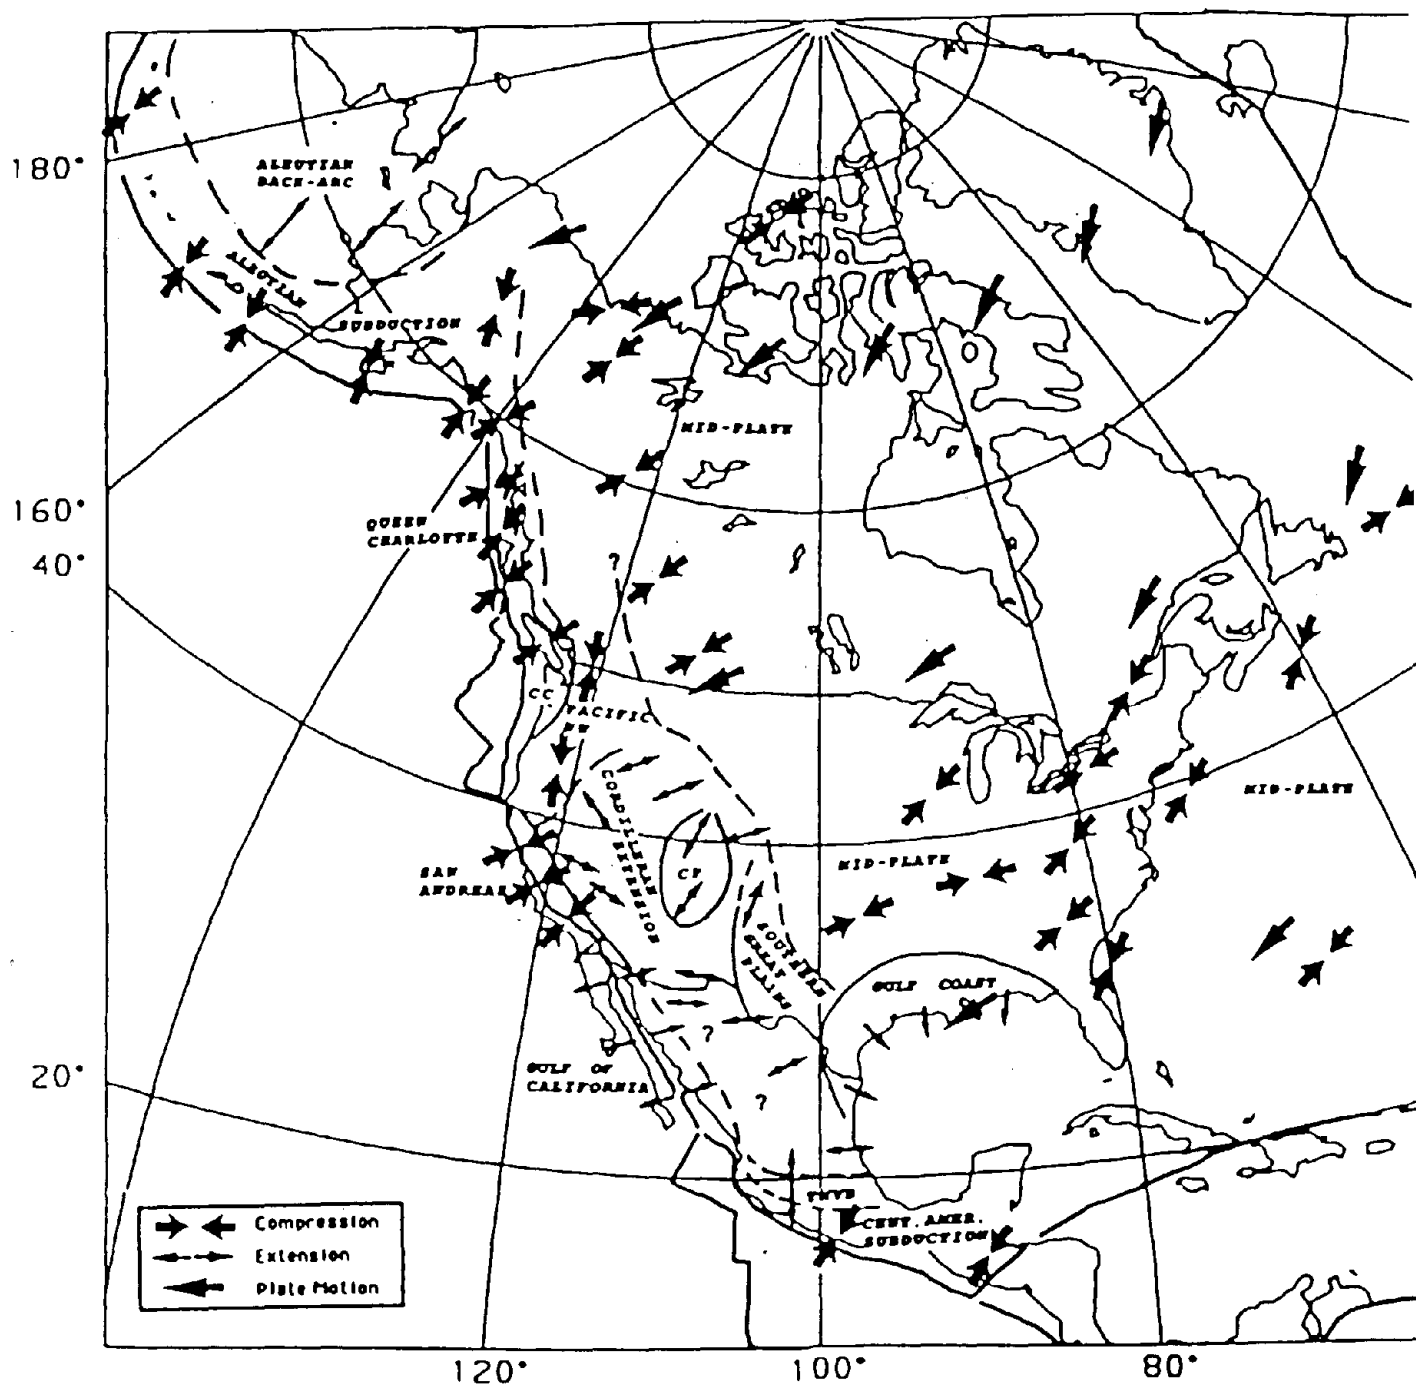 180°
ALEUTIAN
BACK-ARC
ALEUTIAN
SUBDUCTION
MID-PLATE
160°
QUEEN
CHARLOTTE
40°
?
CC
PACIFIC
NW
CORDILLERAN
EXTENSION
MID-PLATE
SAN
ANDREAS
CP
MID-PLATE
SOUTHERN
GREAT
PLAINS
GULF COAST
?
GULF OF
CALIFORNIA
20°
?
TMVB
CENT. AMER.
SUBDUCTION
Compression
Extension
Plate Motion
120°
100°
80°